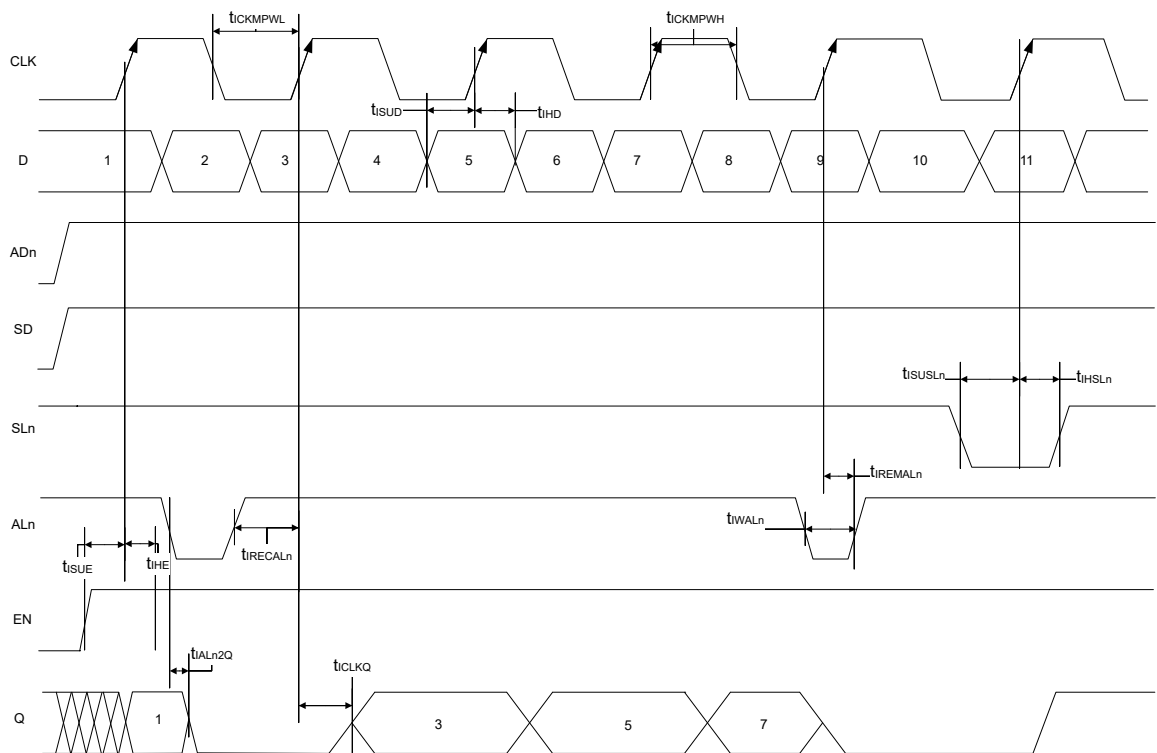 tICKMPWL
tICKMPWH
CLK
tISUD
tIHD
D
1 2 3 4 5 6 7 8 9 10 11
ADn
SD
tISUSLn
tIHSLn
SLn
tIREMALn
ALn
tIWALn
tISUE
tIHE
tIRECALn
EN
tIALn2Q
tICLKQ
Q
1 3 5 7